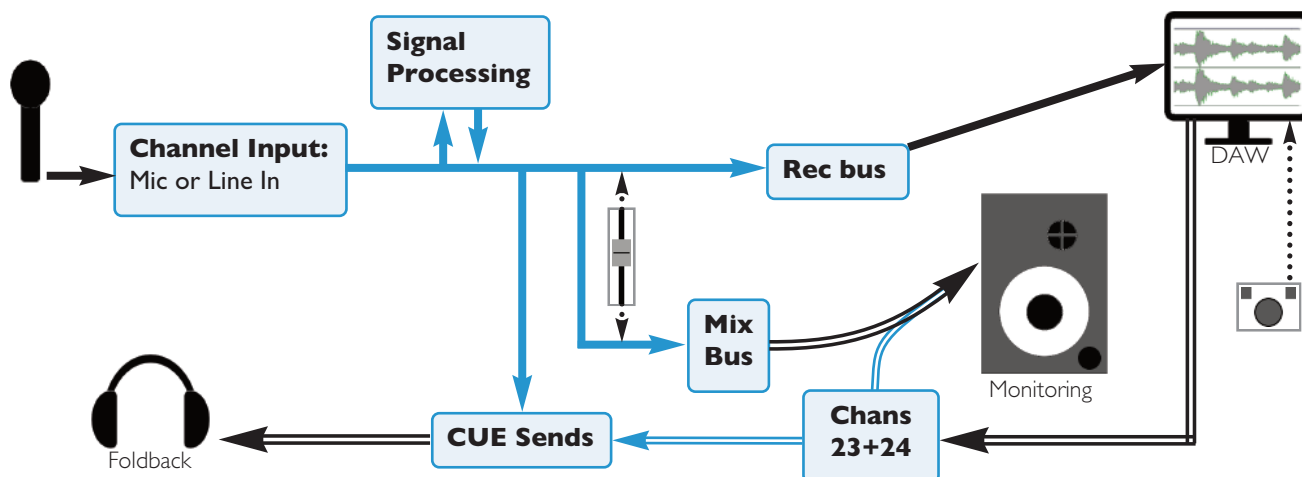 Signal
Processing
Channel Input:
Mic or Line In
Rec bus
DAW
Mix
Bus
Monitoring
Chans
23+24
CUE Sends
Foldback